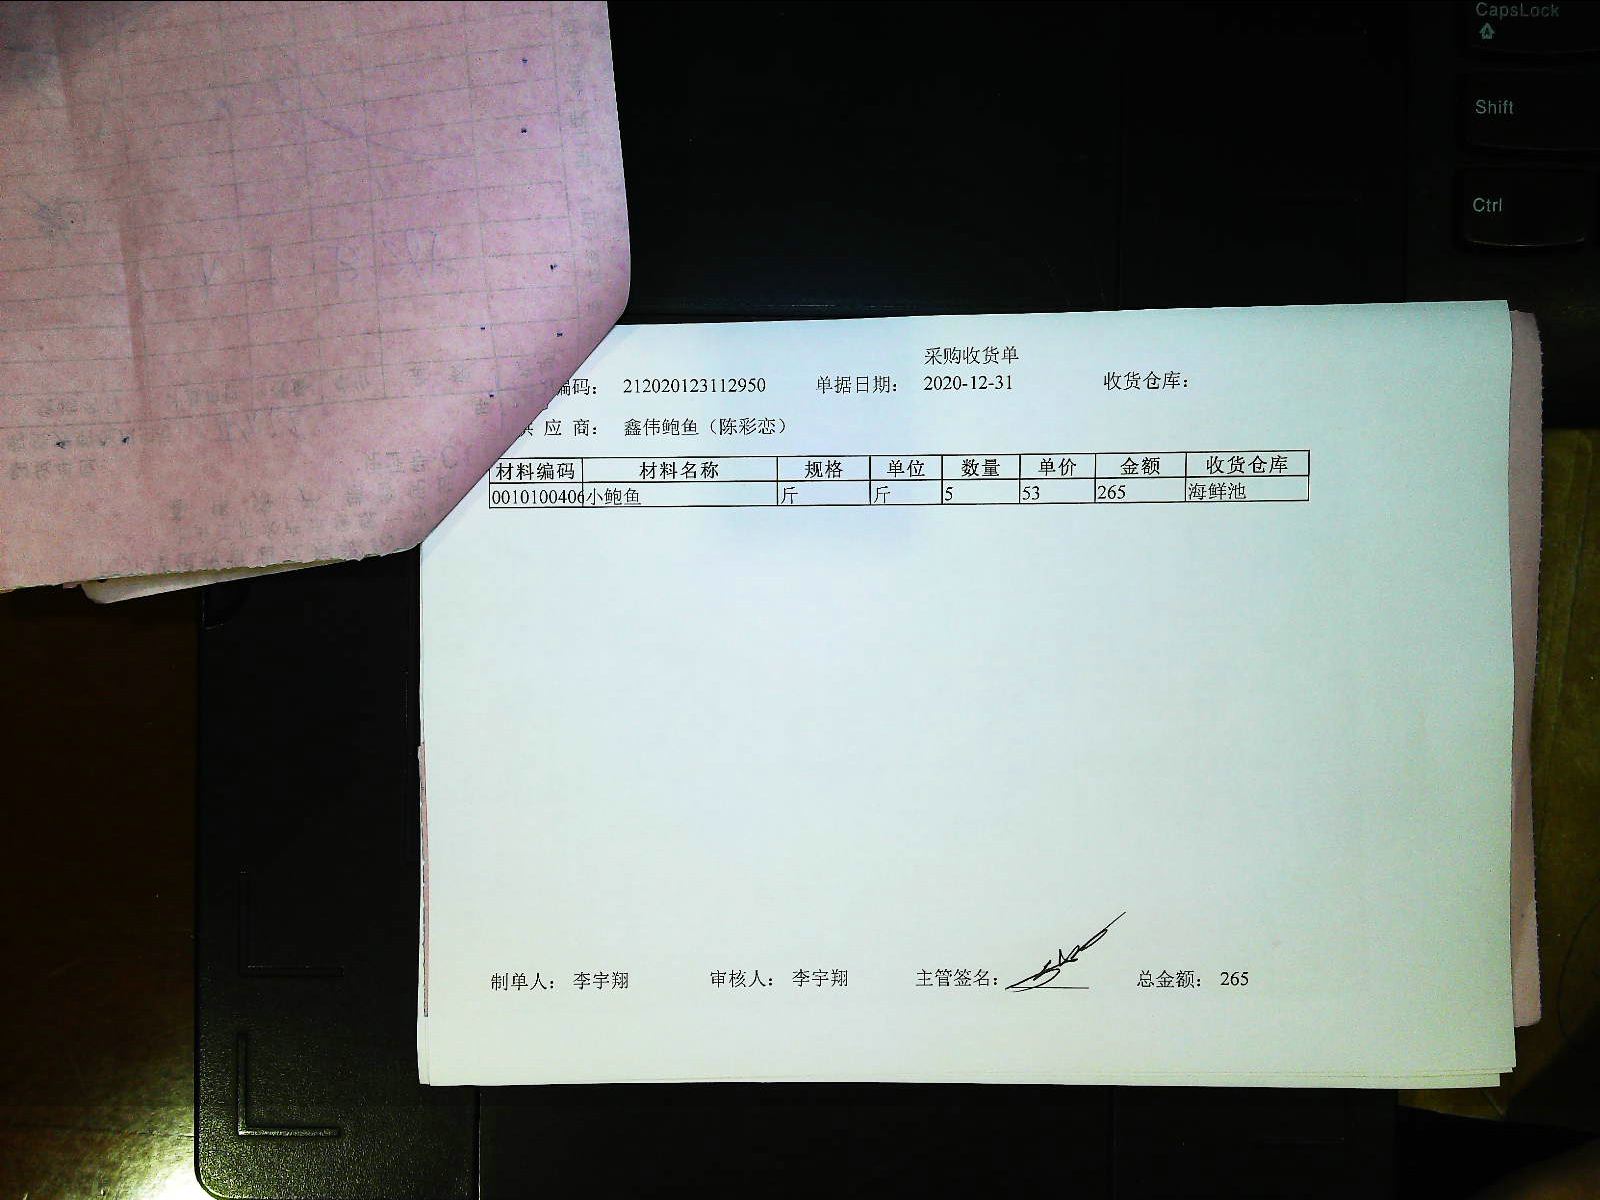 CapsLock
Shift
Ctrl
采购收货单
编码： 212020123112950 单据日期： 2020-12-31 收货仓库：
供 应 商： 鑫伟鲍鱼（陈彩恋）
材料编码 材料名称 规格 单位 数量 单价 金额 收货仓库
0010100406 小鲍鱼 斤 斤 5 53 265 海鲜池
制单人： 李宇翔 审核人： 李宇翔 主管签名： 总金额： 265